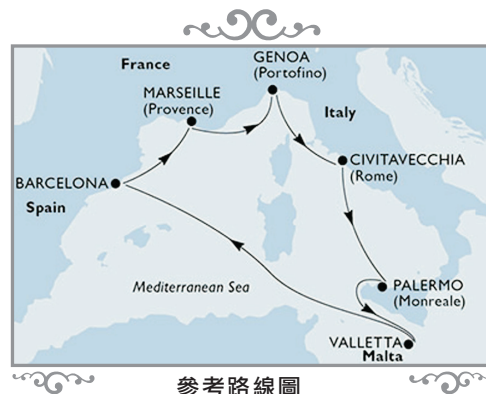 France
GENOA
(Portofino)
MARSEILLE
(Provence)
Italy
CIVITAVECCHIA
(Rome)
BARCELONA
Spain
Mediterranean Sea
PALERMO
(Monreale)
VALLETTA
Malta
參考路線圖